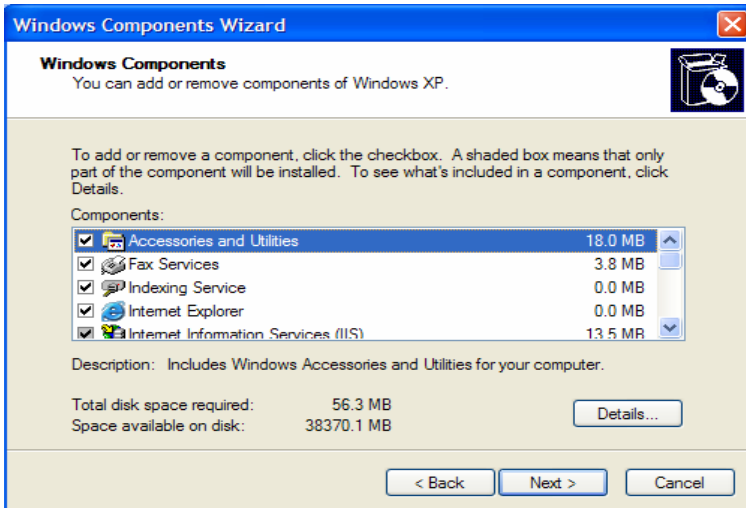 Windows Components Wizard
Windows Components
You can add or remove components of Windows XP.
To add or remove a component, click the checkbox. A shaded box means that only
part of the component will be installed. To see what's included in a component, click
Details.
Components:
Accessories and Utilities 18.0 MB
Fax Services 3.8 MB
Indexing Service 0.0 MB
Internet Explorer 0.0 MB
Internet Information Services (IIS) 13.5 MB
Description: Includes Windows Accessories and Utilities for your computer.
Total disk space required: 56.3 MB
Space available on disk: 38370.1 MB
Details...
< Back Next > Cancel